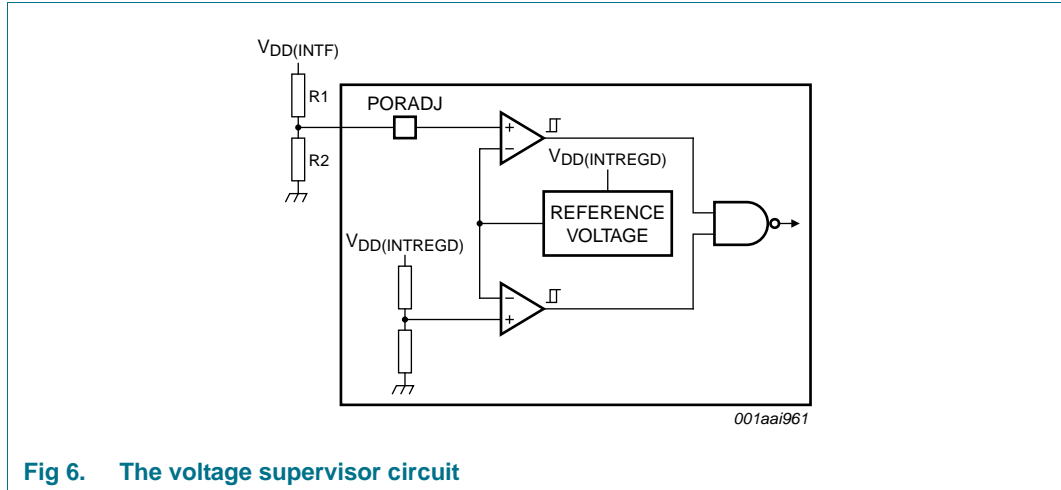 VDD(INTF)
R1
PORADJ
R2
+
−
VDD(INTREGD)
REFERENCE
VOLTAGE
VDD(INTREGD)
−
+
001aai961
Fig 6. The voltage supervisor circuit